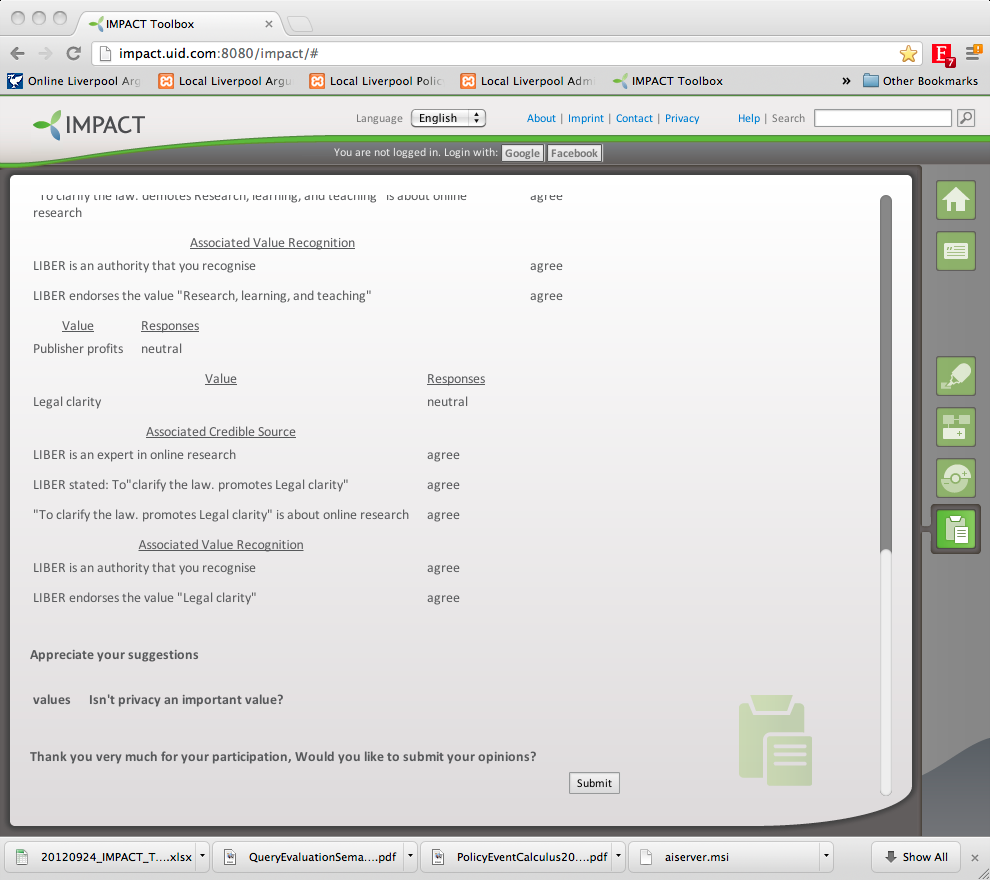 IMPACT Toolbox
impact.uid.com:8080/impact/#
Online Liverpool Arg Local Liverpool Argu Local Liverpool Polic Local Liverpool Adm IMPACT Toolbox » Other Bookmarks
IMPACT Language English About | Imprint | Contact | Privacy Help | Search
You are not logged in. Login with: Google Facebook
"To clarify the law. demotes Research, learning, and teaching" is about online agree
research
Associated Value Recognition
LIBER is an authority that you recognise agree
LIBER endorses the value "Research, learning, and teaching" agree
Value Responses
Publisher profits neutral
Value Responses
Legal clarity neutral
Associated Credible Source
LIBER is an expert in online research agree
LIBER stated: To"clarify the law. promotes Legal clarity" agree
"To clarify the law. promotes Legal clarity" is about online research agree
Associated Value Recognition
LIBER is an authority that you recognise agree
LIBER endorses the value "Legal clarity" agree
Appreciate your suggestions
values Isn't privacy an important value?
Thank you very much for your participation, Would you like to submit your opinions?
Submit
20120924_IMPACT_T....xlsx QueryEvaluationSema....pdf PolicyEventCalculus20....pdf aiserver.msi Show All